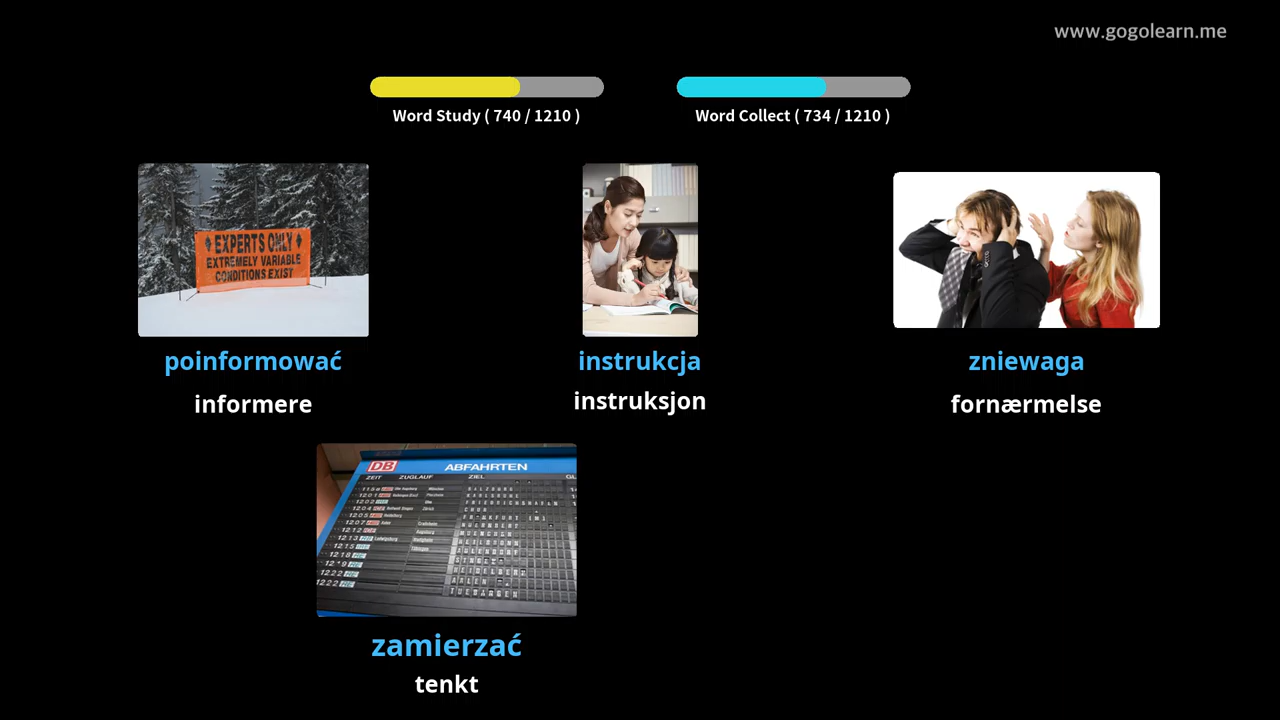 www.gogolearn.me
Word Study ( 740 / 1210 )
Word Collect ( 734 / 1210 )
EXPERTS ONLY
EXTREMELY VARIABLE
CONDITIONS EXIST
poinformować
informere
instrukcja
instruksjon
zniewaga
fornærmelse
DB ABFAHRTEN
ZEIT ZUGLAUF ZIEL
zamierzać
tenkt